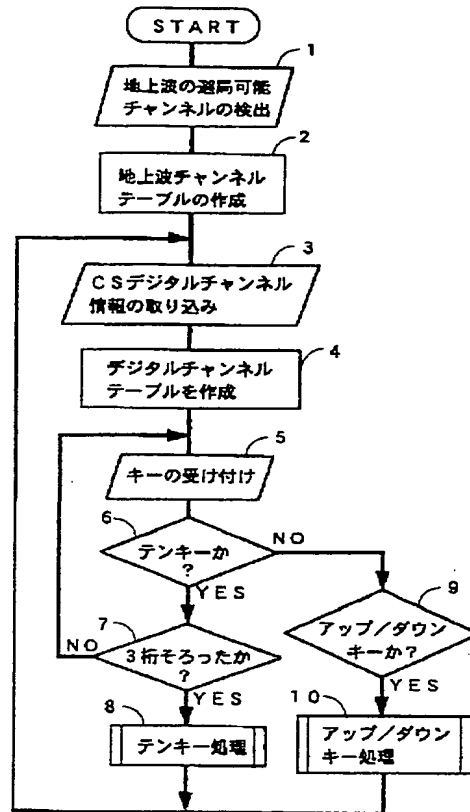 START
1
地上波の選局可能
チャンネルの検出
2
地上波チャンネル
テーブルの作成
3
CSデジタルチャンネル
情報の取り込み
4
デジタルチャンネル
テーブルを作成
5
キーの受け付け
6
テンキーか
?
NO
YES
7
3桁そろったか
?
NO
YES
8
テンキー処理
9
アップ/ダウン
キーか?
YES
10
アップ/ダウン
キー処理